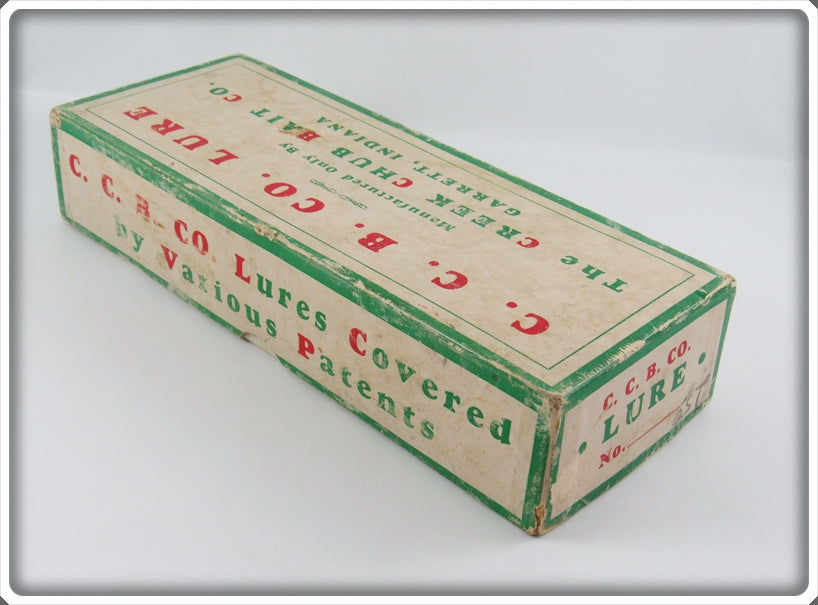 C. C. B. CO. LURE
Manufactured Only By
The CREEK CHUB BAIT CO.
GARRETT, INDIANA
C. C. B. CO. Lures Covered
by Various Patents
C. C. B. CO.
• LURE •
No.